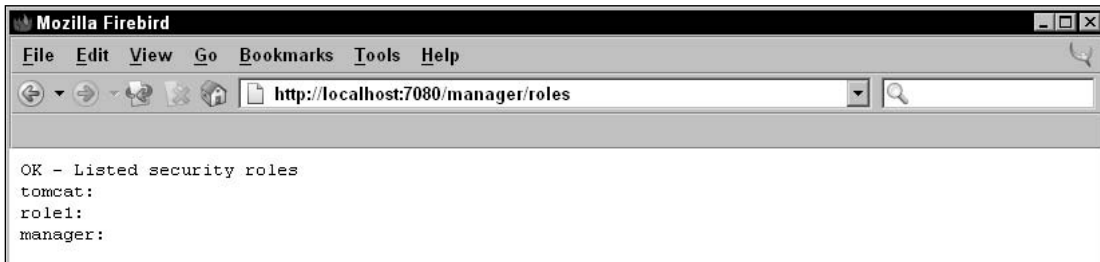 Mozilla Firebird
File Edit View Go Bookmarks Tools Help
http://localhost:7080/manager/roles
OK - Listed security roles
tomcat:
role1:
manager: